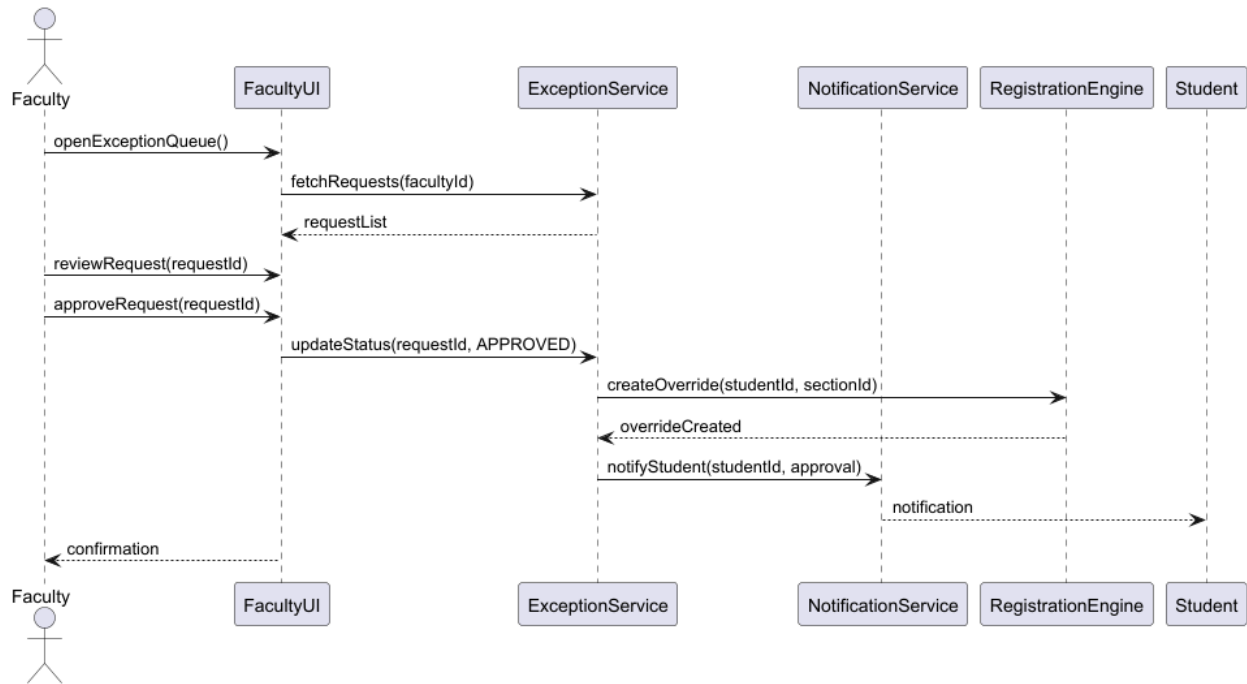 Faculty
FacultyUI
ExceptionService
NotificationService
RegistrationEngine
Student
openExceptionQueue()
fetchRequests(facultyId)
requestList
reviewRequest(requestId)
approveRequest(requestId)
updateStatus(requestId, APPROVED)
createOverride(studentId, sectionId)
overrideCreated
notifyStudent(studentId, approval)
notification
confirmation
Faculty
FacultyUI
ExceptionService
NotificationService
RegistrationEngine
Student